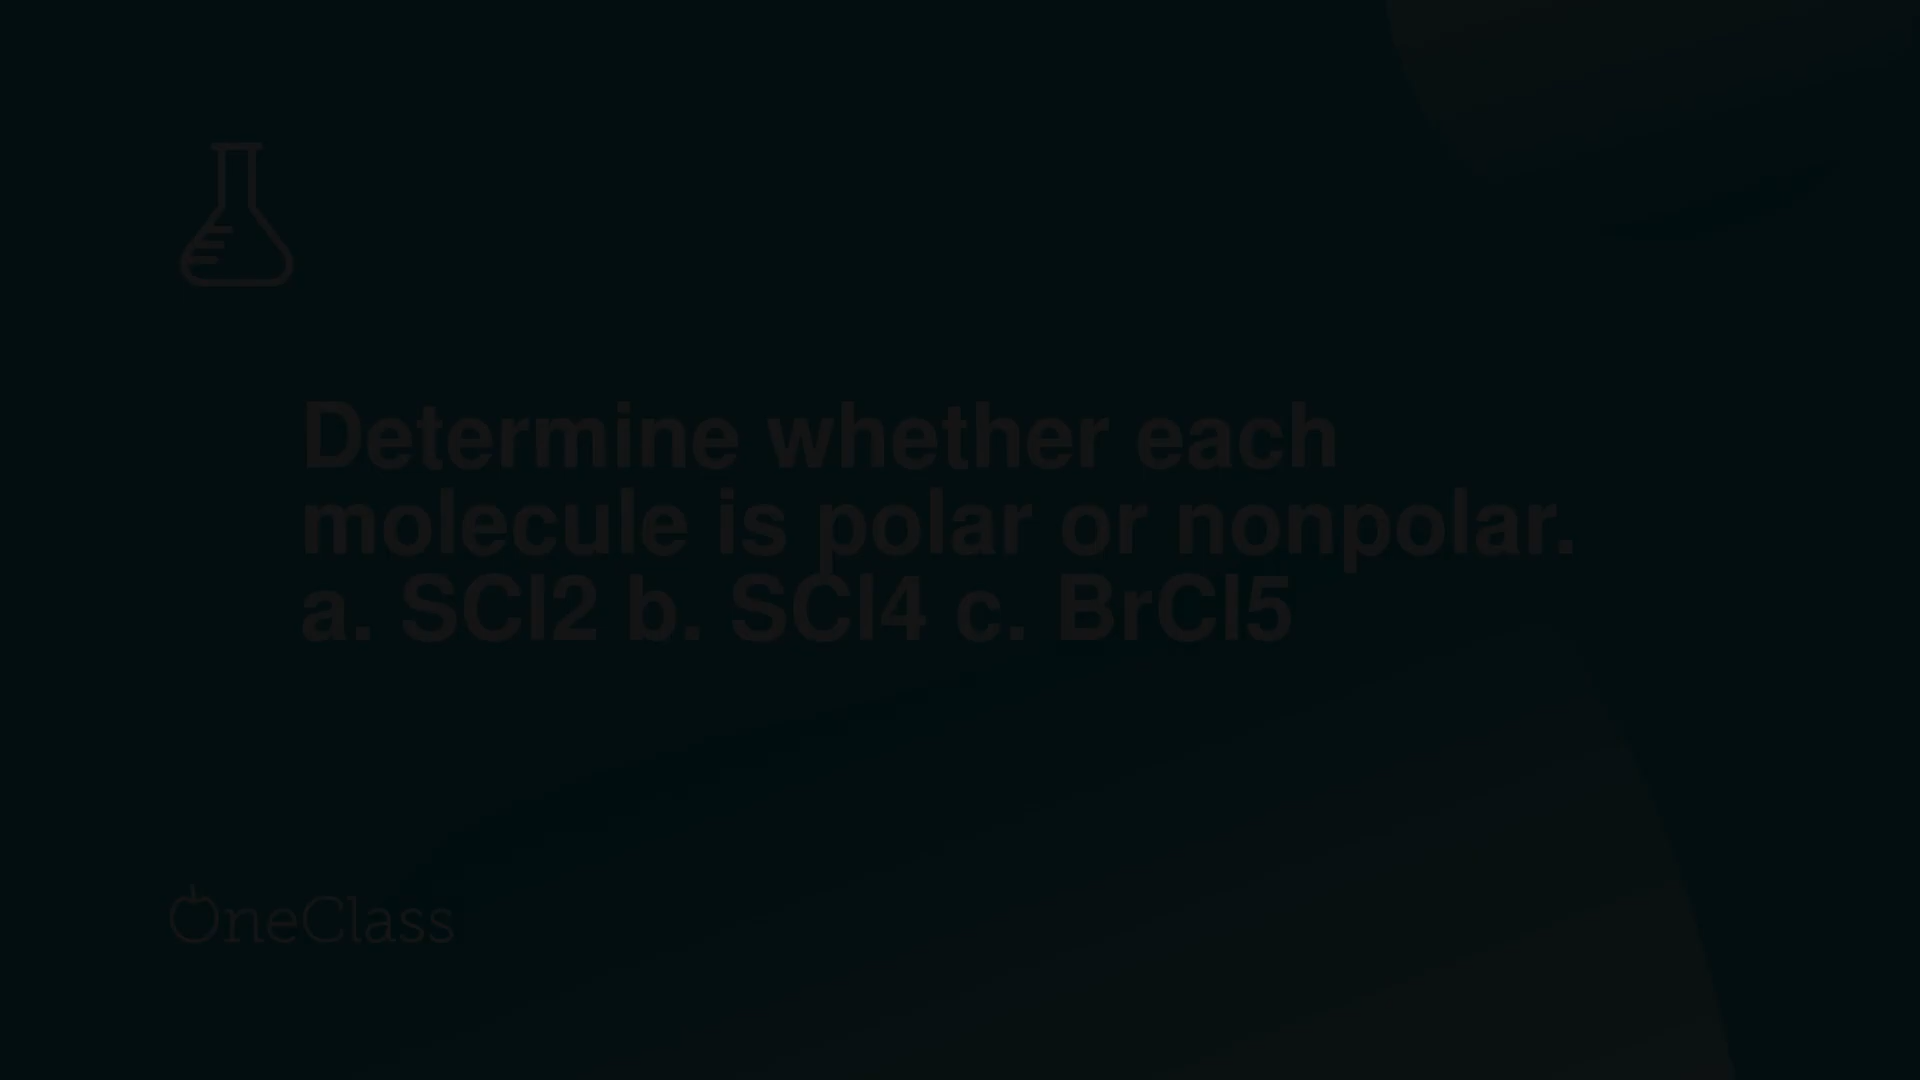 Determine whether each
molecule is polar or nonpolar.
a. SCl2 b. SCl4 c. BrCl5
OneClass